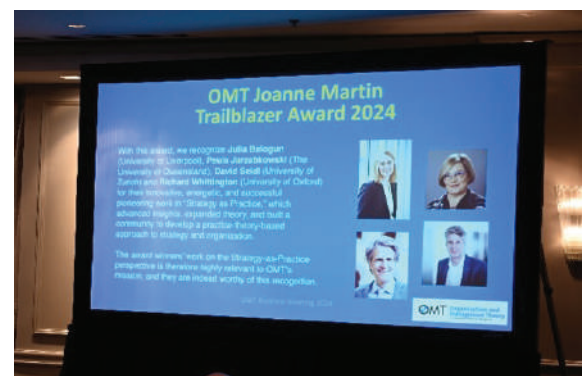 OMT Joanne Martin
Trailblazer Award 2024
With this award, we recognize Julia Balogun
(University of Liverpool), Paula Jarzabkowski (The
University of Queensland), David Seidl (University of
Zurich) and Richard Whittington (University of Oxford)
for their innovative, energetic, and successful
pioneering work in "Strategy as Practice," which
advanced insights, expanded theory, and built a
community to develop a practice-theory-based
approach to strategy and organization.
The award winners' work on the Strategy-as-Practice
perspective is therefore highly relevant to OMT's
mission, and they are indeed worthy of this recognition.
OMT Business Meeting 2024
OMT Organization and
Management Theory